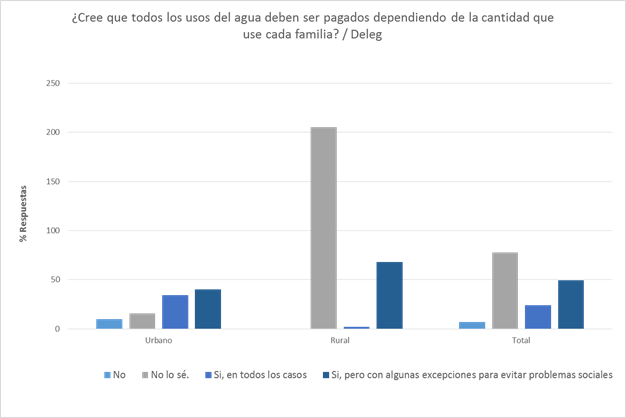 ¿Cree que todos los usos del agua deben ser pagados dependiendo de la cantidad que
use cada familia? / Deleg
250
200
150
100
50
0
% Respuestas
Urbano
Rural
Total
No
No lo sé.
Si, en todos los casos
Si, pero con algunas excepciones para evitar problemas sociales